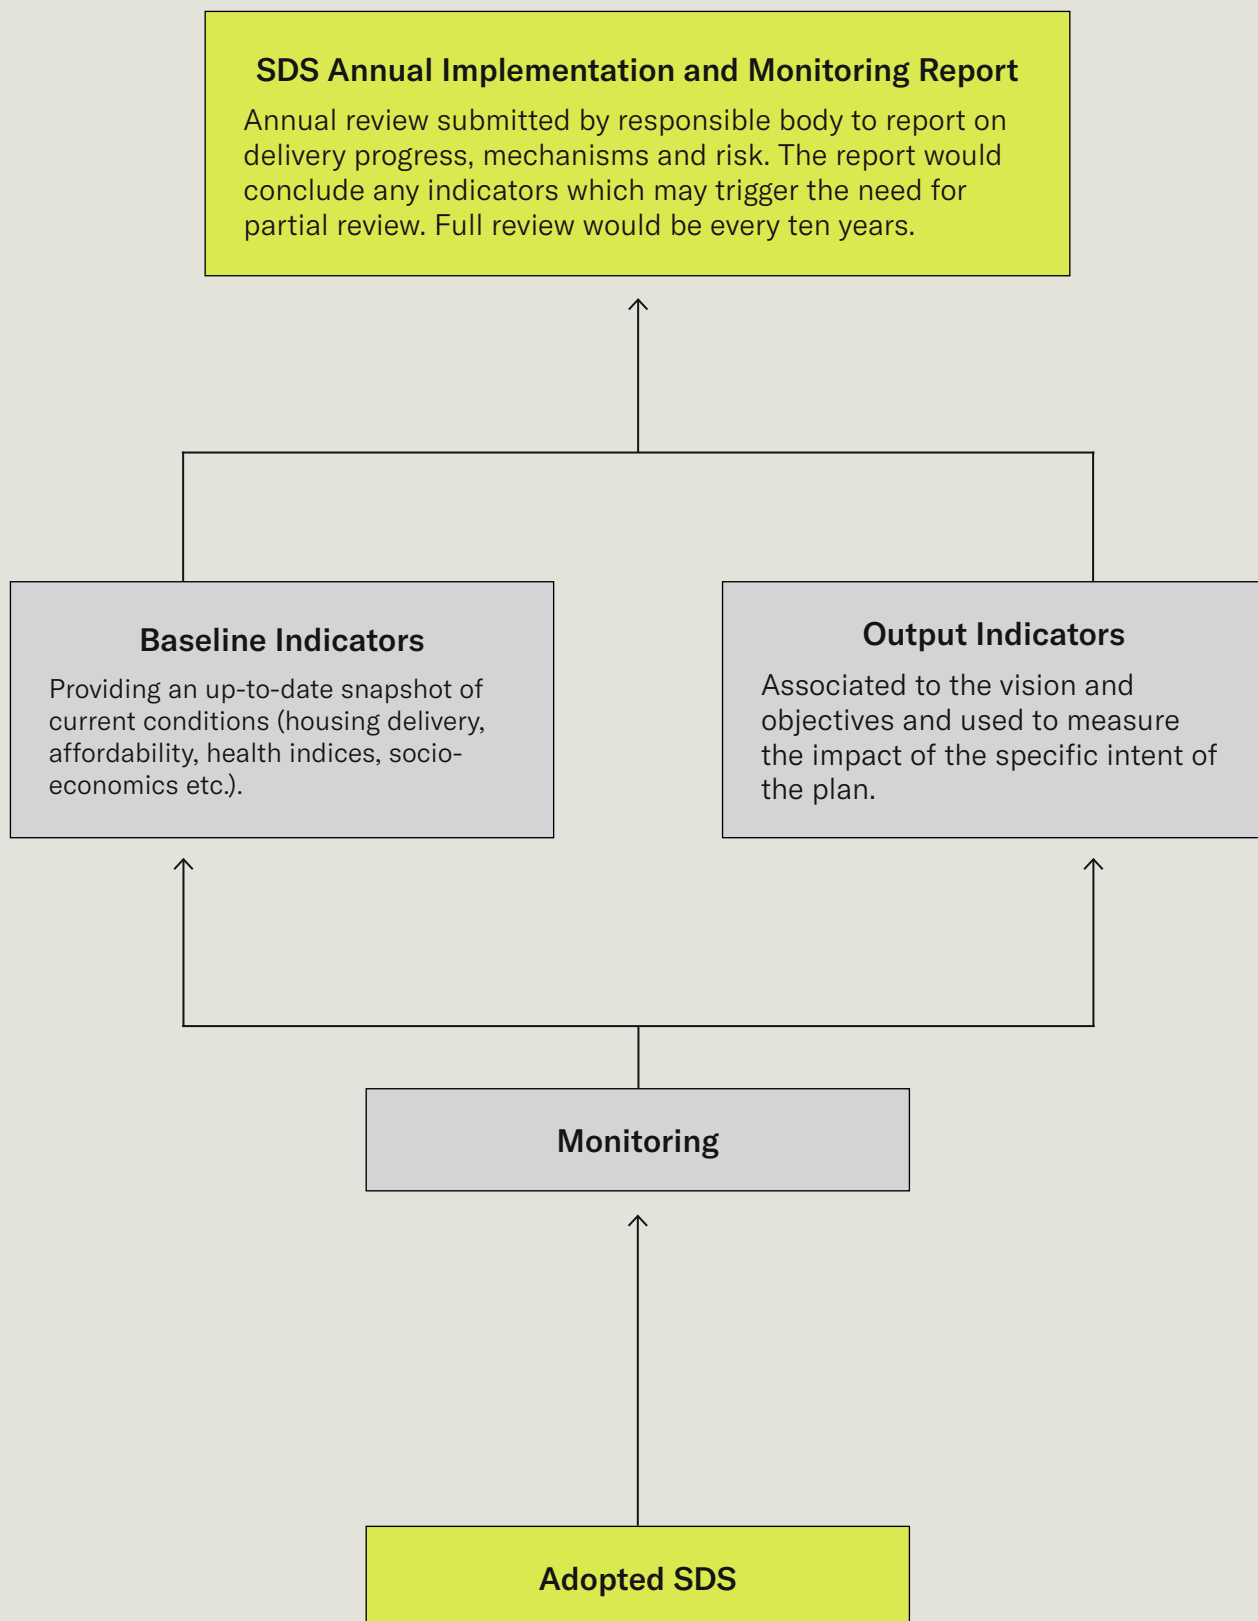 SDS Annual Implementation and Monitoring Report
Annual review submitted by responsible body to report on
delivery progress, mechanisms and risk. The report would
conclude any indicators which may trigger the need for
partial review. Full review would be every ten years.
Baseline Indicators
Providing an up-to-date snapshot of
current conditions (housing delivery,
affordability, health indices, socio-
economics etc.).
Output Indicators
Associated to the vision and
objectives and used to measure
the impact of the specific intent of
the plan.
Monitoring
Adopted SDS